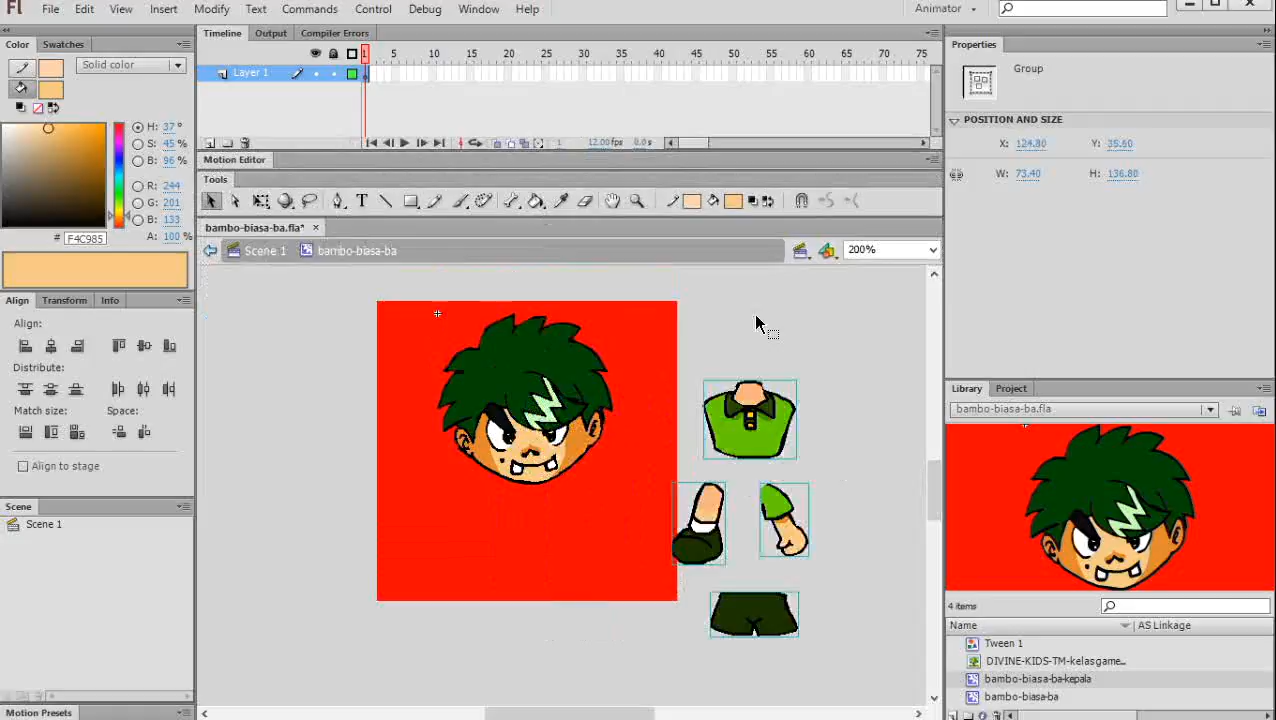 Fl File Edit View Insert Modify Text Commands Control Debug Window Help Animator
Color Swatches
Solid color
H: 37 °
S: 45 %
B: 96 %
R: 244
G: 201
B: 133
# F4C985 A: 100 %
Align Transform Info
Align:
Distribute:
Match size: Space:
Align to stage
Scene
Scene 1
Motion Presets
Timeline Output Compiler Errors
1 5 10 15 20 25 30 35 40 45 50 55 60 65 70 75
Layer 1
1 12.00 fps 0.0 s
Motion Editor
Tools
T
bambo-biasa-ba.fla* ×
Scene 1 bambo-biasa-ba 200%
Properties
Group
POSITION AND SIZE
X: 124.80 Y: 35.60
W: 73.40 H: 136.80
Library Project
bambo-biasa-ba.fla
4 items
Name AS Linkage
Tween 1
DIVINE-KIDS-TM-kelasgame...
bambo-biasa-ba-kepala
bambo-biasa-ba